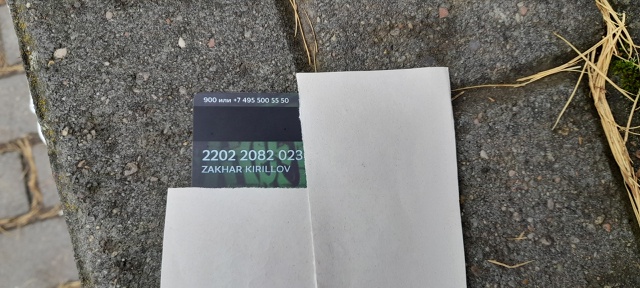 900 или +7 495 500 55 50
2202 2082 023
ZAKHAR KIRILLOV